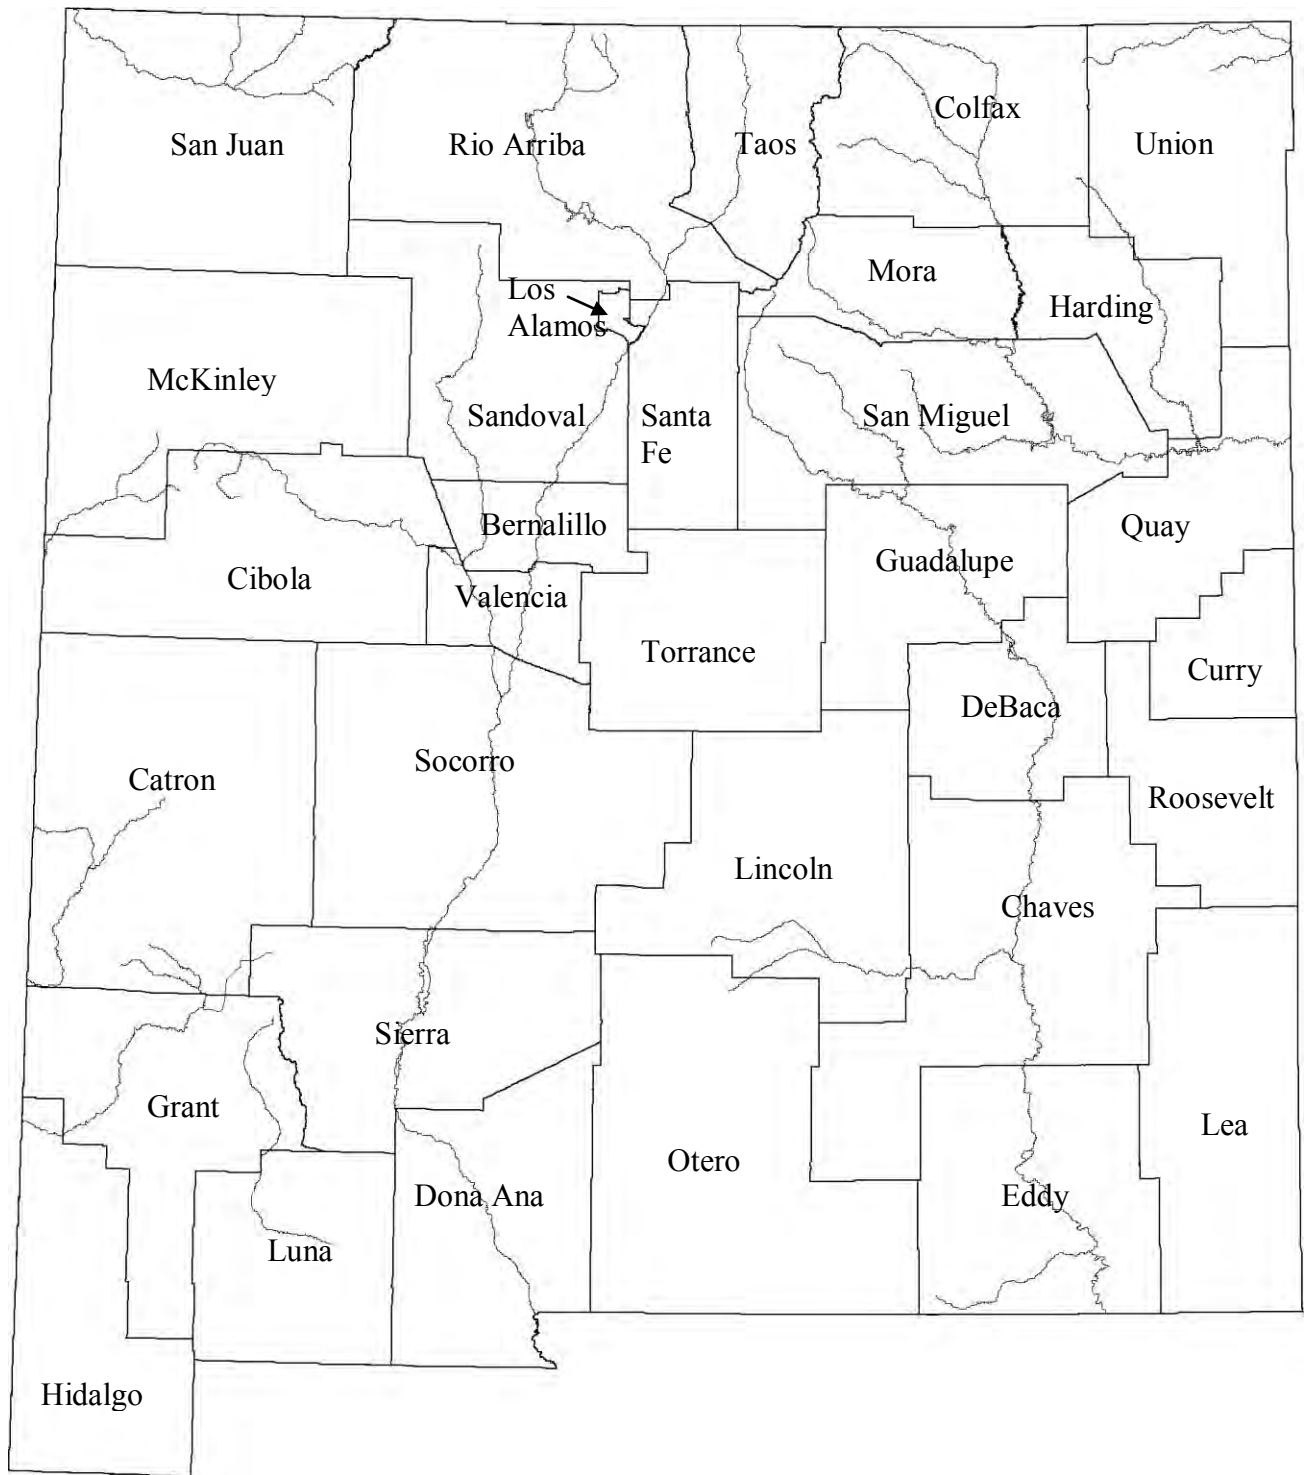 Colfax
San Juan
Rio Arriba
Taos
Union
Mora
Los
Alamos
Harding
McKinley
Sandoval
Santa
Fe
San Miguel
Bernalillo
Quay
Guadalupe
Cibola
Valencia
Torrance
Curry
DeBaca
Socorro
Catron
Roosevelt
Lincoln
Chaves
Sierra
Grant
Lea
Otero
Dona Ana
Eddy
Luna
Hidalgo